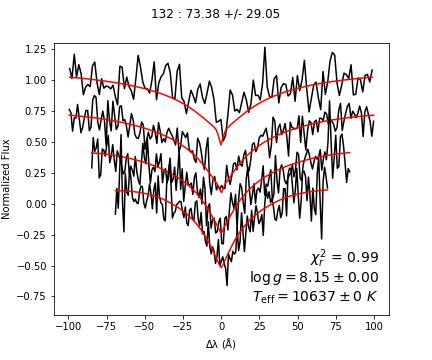 132 : 73.38 +/- 29.05
1.25
1.00
0.75
0.50
0.25
0.00
−0.25
−0.50
−0.75
Normalized Flux
χ²ᵣ = 0.99
log g = 8.15 ± 0.00
T_eff = 10637 ± 0 K
−100 −75 −50 −25 0 25 50 75 100
Δλ (Å)